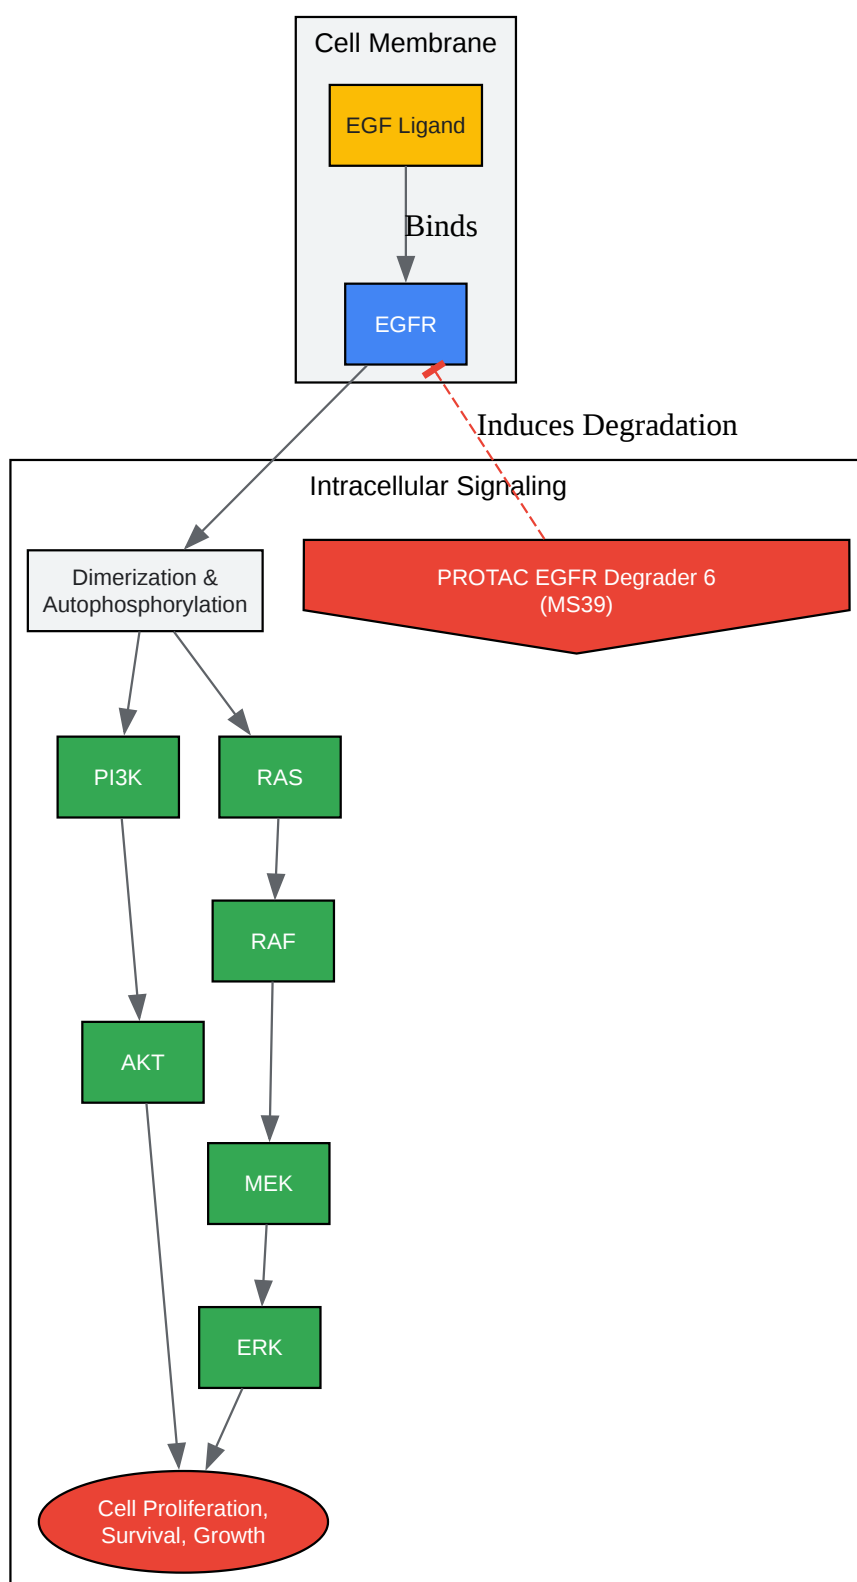 Cell Membrane
EGF Ligand
Binds
EGFR
Induces Degradation
Intracellular Signaling
Dimerization &
Autophosphorylation
PROTAC EGFR Degrader 6
(MS39)
PI3K
RAS
RAF
AKT
MEK
ERK
Cell Proliferation,
Survival, Growth